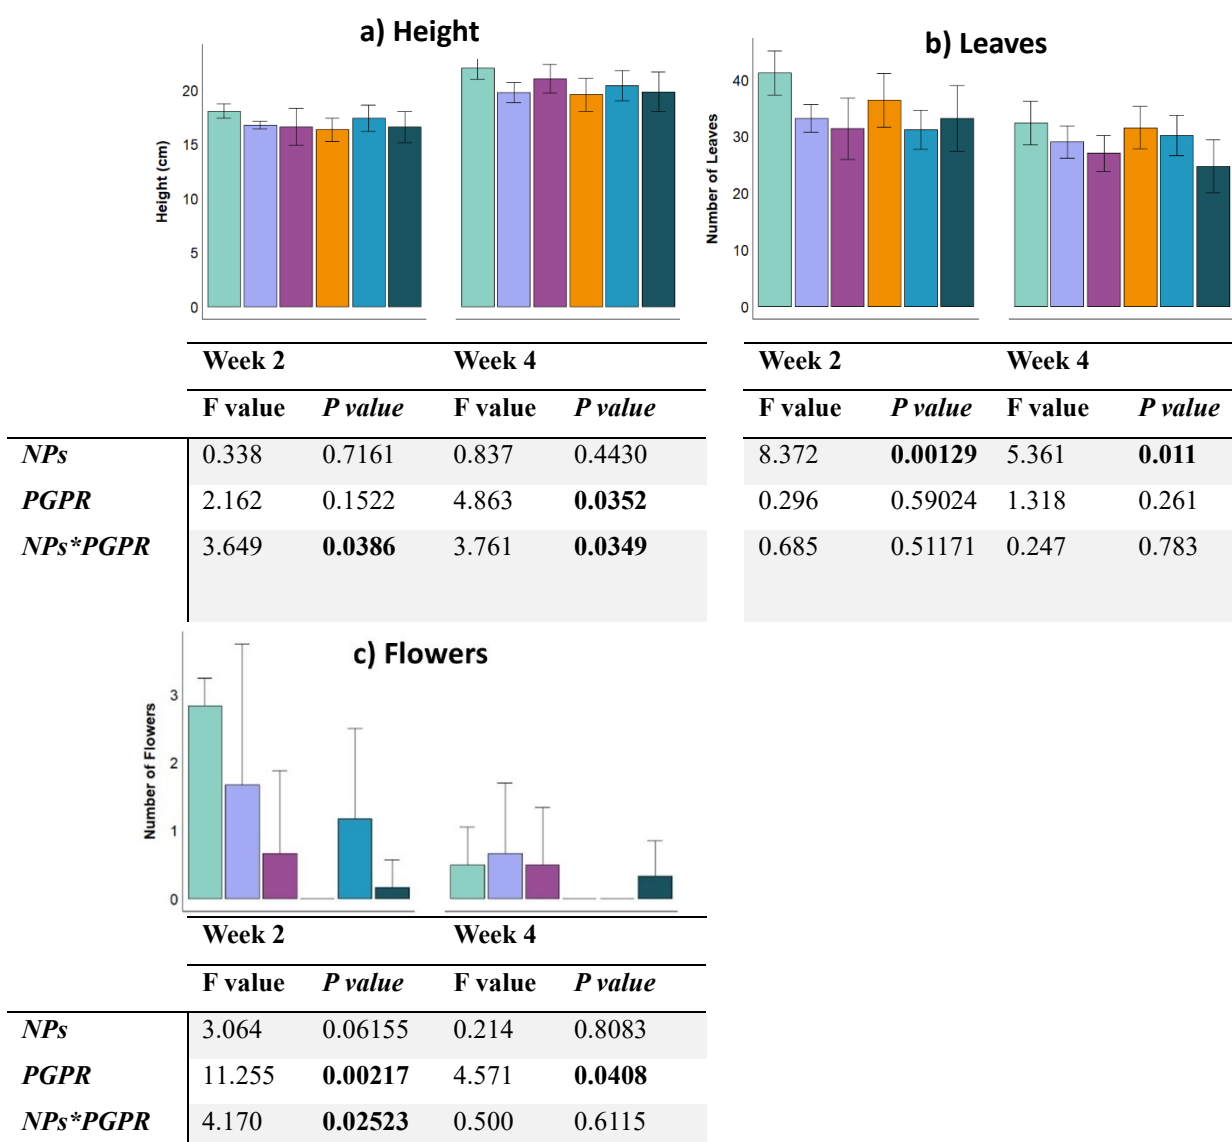 a) Height
b) Leaves
Height (cm)
20
15
10
5
0
Number of Leaves
40
30
20
10
0
Week 2 Week 4 Week 2 Week 4
F value P value F value P value F value P value F value P value
NPs 0.338 0.7161 0.837 0.4430 8.372 0.00129 5.361 0.011
PGPR 2.162 0.1522 4.863 0.0352 0.296 0.59024 1.318 0.261
NPs*PGPR 3.649 0.0386 3.761 0.0349 0.685 0.51171 0.247 0.783
c) Flowers
Number of Flowers
3
2
1
0
Week 2 Week 4
F value P value F value P value
NPs 3.064 0.06155 0.214 0.8083
PGPR 11.255 0.00217 4.571 0.0408
NPs*PGPR 4.170 0.02523 0.500 0.6115